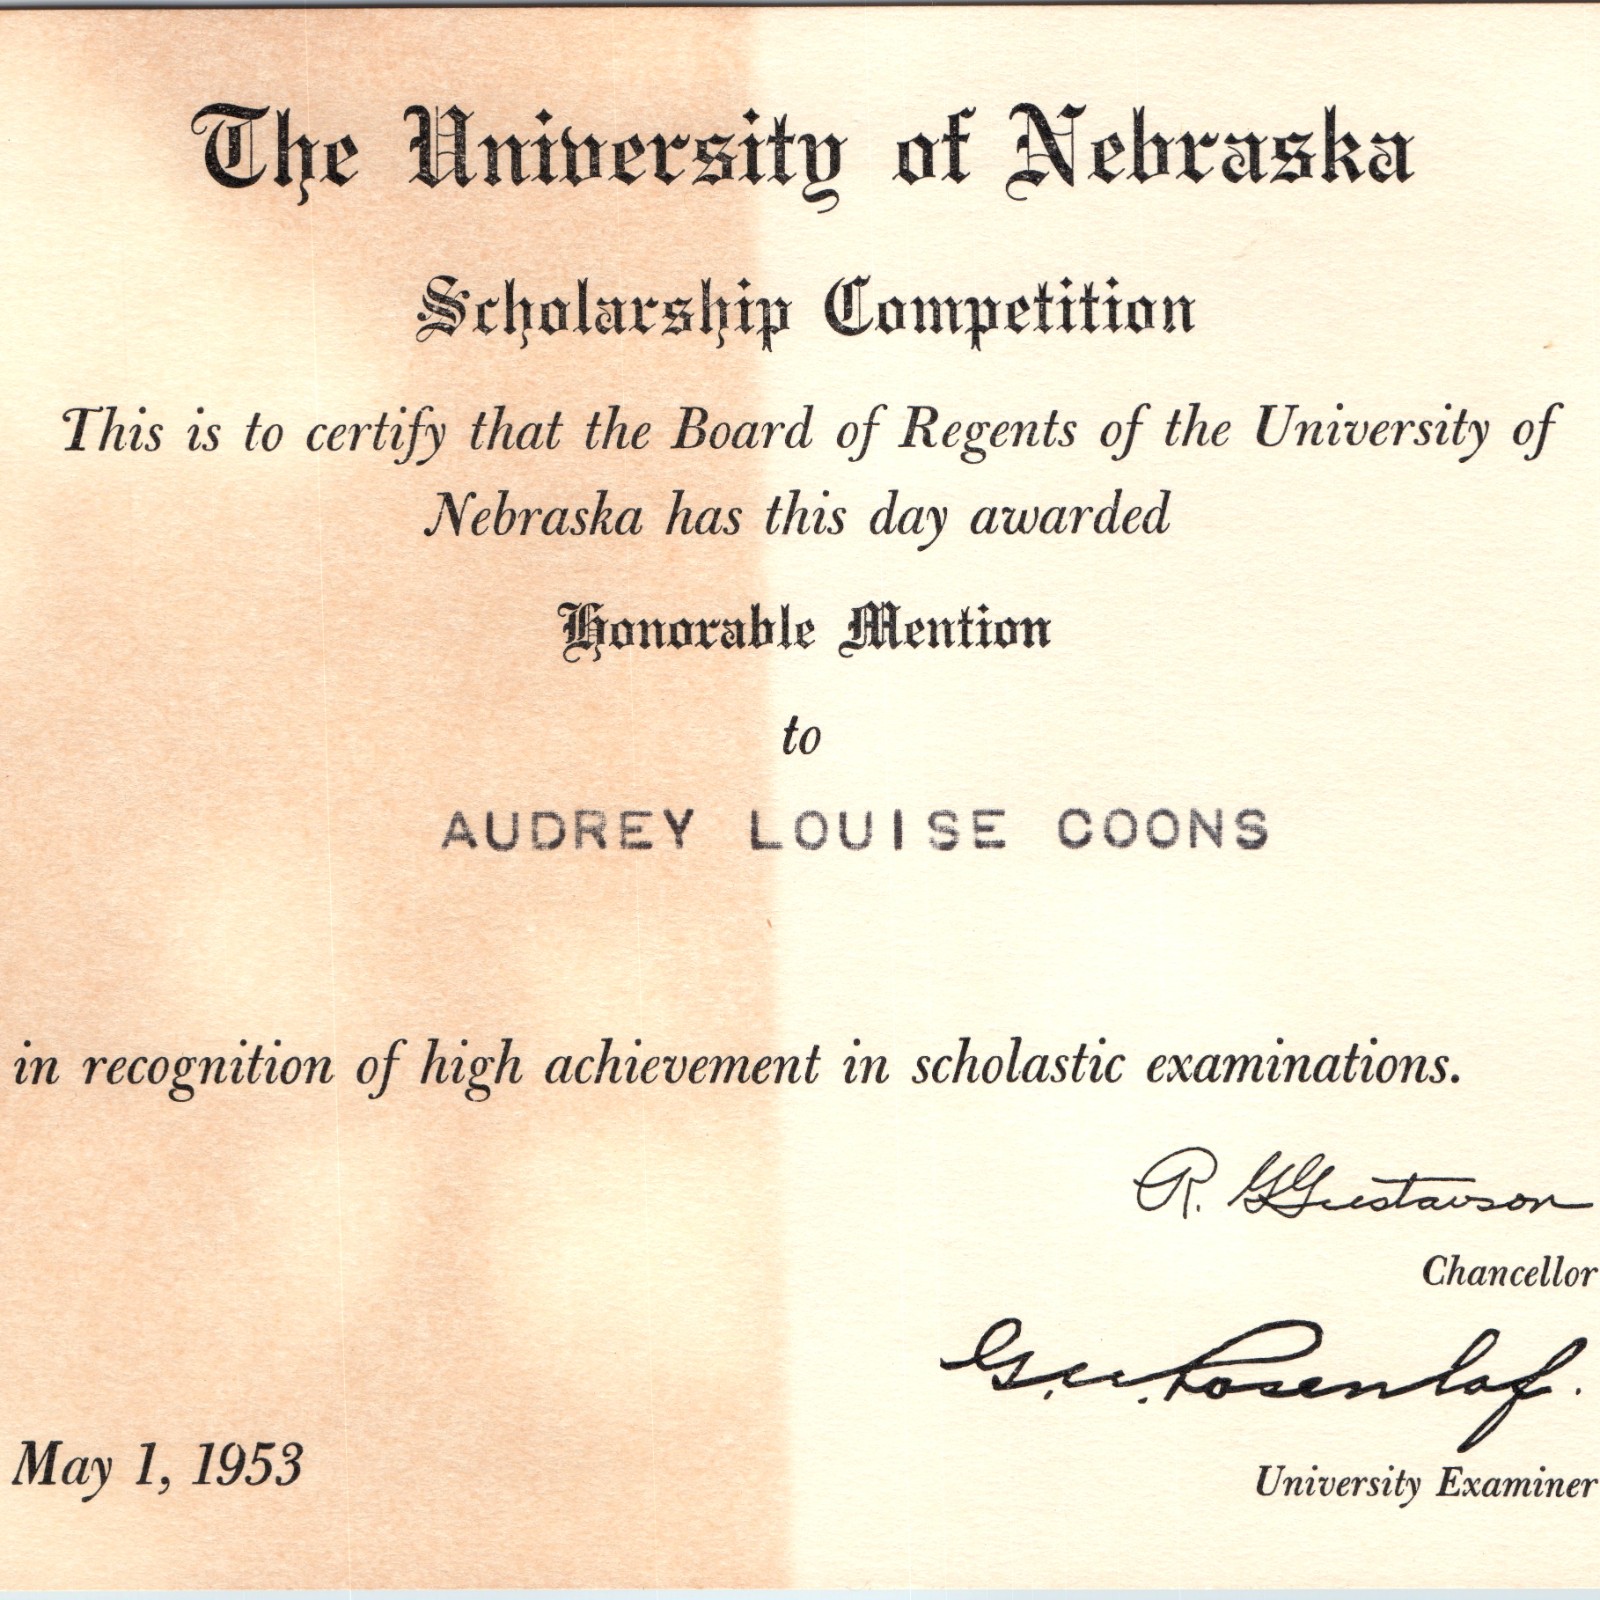 The University of Nebraska
Scholarship Competition
This is to certify that the Board of Regents of the University of
Nebraska has this day awarded
Honorable Mention
to
AUDREY LOUISE COONS
in recognition of high achievement in scholastic examinations.
R. G. Gustavson
Chancellor
G. W. Rosenlof.
University Examiner
May 1, 1953